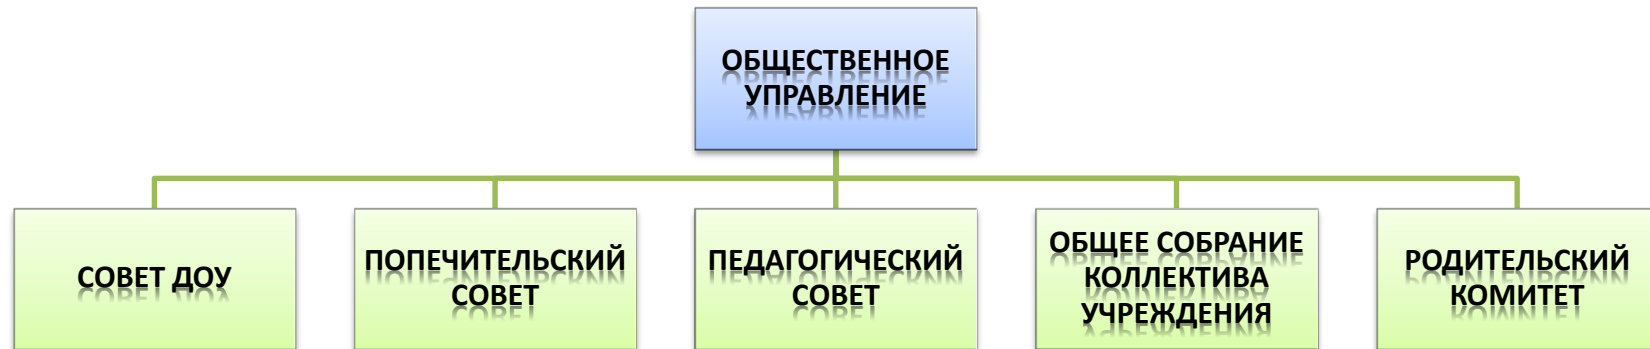 ОБЩЕСТВЕННОЕ
УПРАВЛЕНИЕ
СОВЕТ ДОУ
ПОПЕЧИТЕЛЬСКИЙ
СОВЕТ
ПЕДАГОГИЧЕСКИЙ
СОВЕТ
ОБЩЕЕ СОБРАНИЕ
КОЛЛЕКТИВА
УЧРЕЖДЕНИЯ
РОДИТЕЛЬСКИЙ
КОМИТЕТ